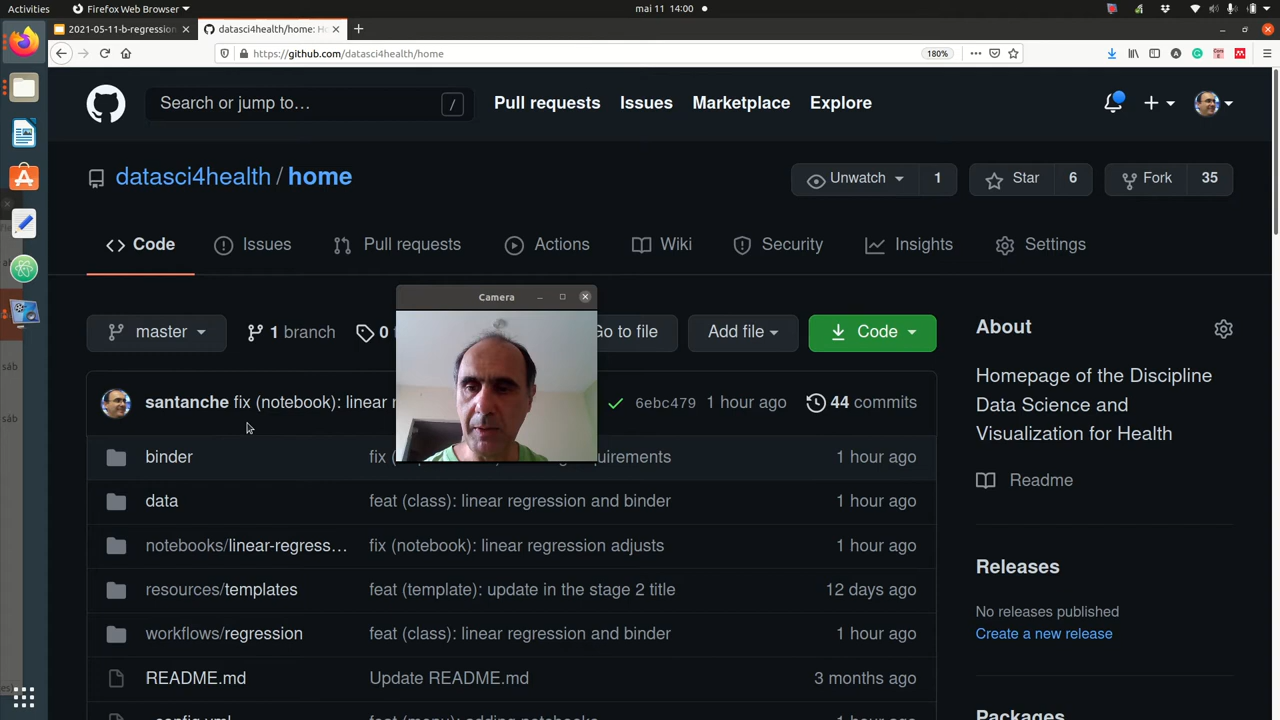 Activities
Firefox Web Browser
mai 11 14:00
2021-05-11-b-regression
datasci4health/home: H
https://github.com/datasci4health/home
180%
Search or jump to…
/
Pull requests
Issues
Marketplace
Explore
datasci4health / home
Unwatch
1
Star
6
Fork
35
Code
Issues
Pull requests
Actions
Wiki
Security
Insights
Settings
Camera
master
1 branch
0
Go to file
Add file
Code
About
Homepage of the Discipline
Data Science and
Visualization for Health
Readme
santanche fix (notebook): linear
6ebc479
1 hour ago
44 commits
binder
fix
1 hour ago
data
feat (class): linear regression and binder
1 hour ago
notebooks/linear-regress…
fix (notebook): linear regression adjusts
1 hour ago
resources/templates
feat (template): update in the stage 2 title
12 days ago
workflows/regression
feat (class): linear regression and binder
1 hour ago
README.md
Update README.md
3 months ago
Releases
No releases published
Create a new release
sáb
sáb